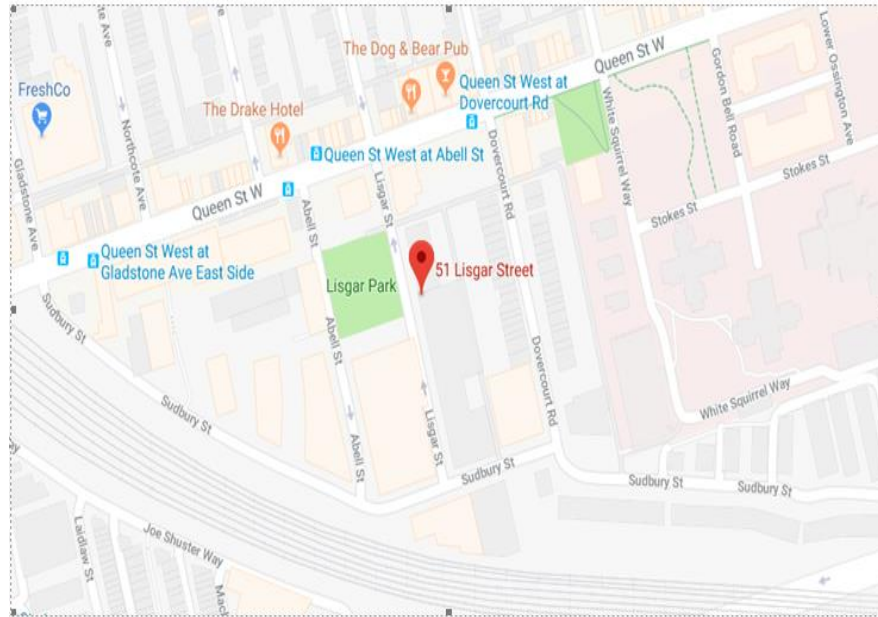 te Ave
Lower Ossington Ave
The Dog & Bear Pub
Queen St W
Gordon Bell Road
FreshCo
Queen St West at
Dovercourt Rd
The Drake Hotel
Northcote Ave
White Squirrel Way
Queen St West at Abell St
Stokes St
Gladstone Ave
Queen St W
Lisgar St
Dovercourt Rd
Stokes St
Abell St
Queen St West at
Gladstone Ave East Side
51 Lisgar Street
Lisgar Park
Sudbury St
Abell St
Dovercourt Rd
Sudbury St
White Squirrel Way
Lisgar St
Abell St
Sudbury St
Sudbury St
Sudbury St
Joe Shuster Way
Laidlaw St